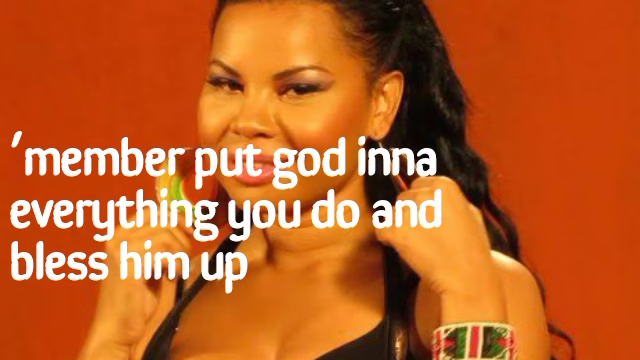 'member put god inna
everything you do and
bless him up